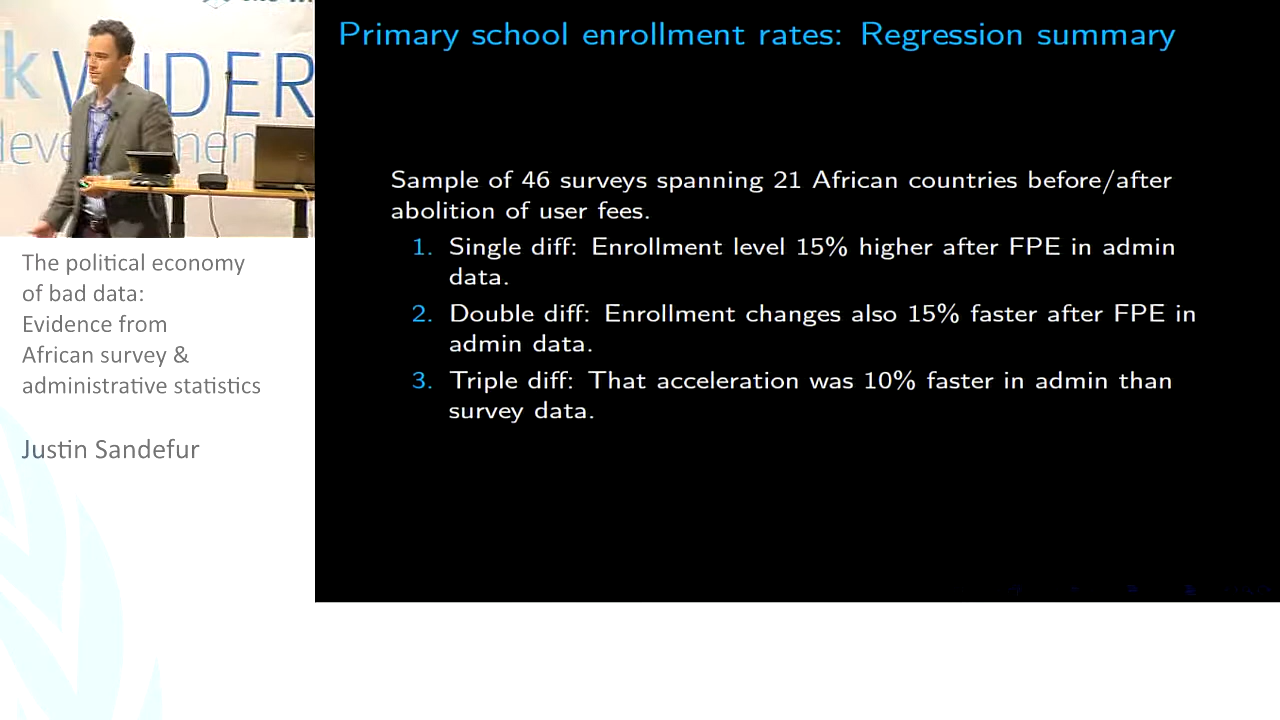 k WIDER
development
Primary school enrollment rates: Regression summary
Sample of 46 surveys spanning 21 African countries before/after
abolition of user fees.
1. Single diff: Enrollment level 15% higher after FPE in admin
data.
2. Double diff: Enrollment changes also 15% faster after FPE in
admin data.
3. Triple diff: That acceleration was 10% faster in admin than
survey data.
The political economy
of bad data:
Evidence from
African survey &
administrative statistics
Justin Sandefur